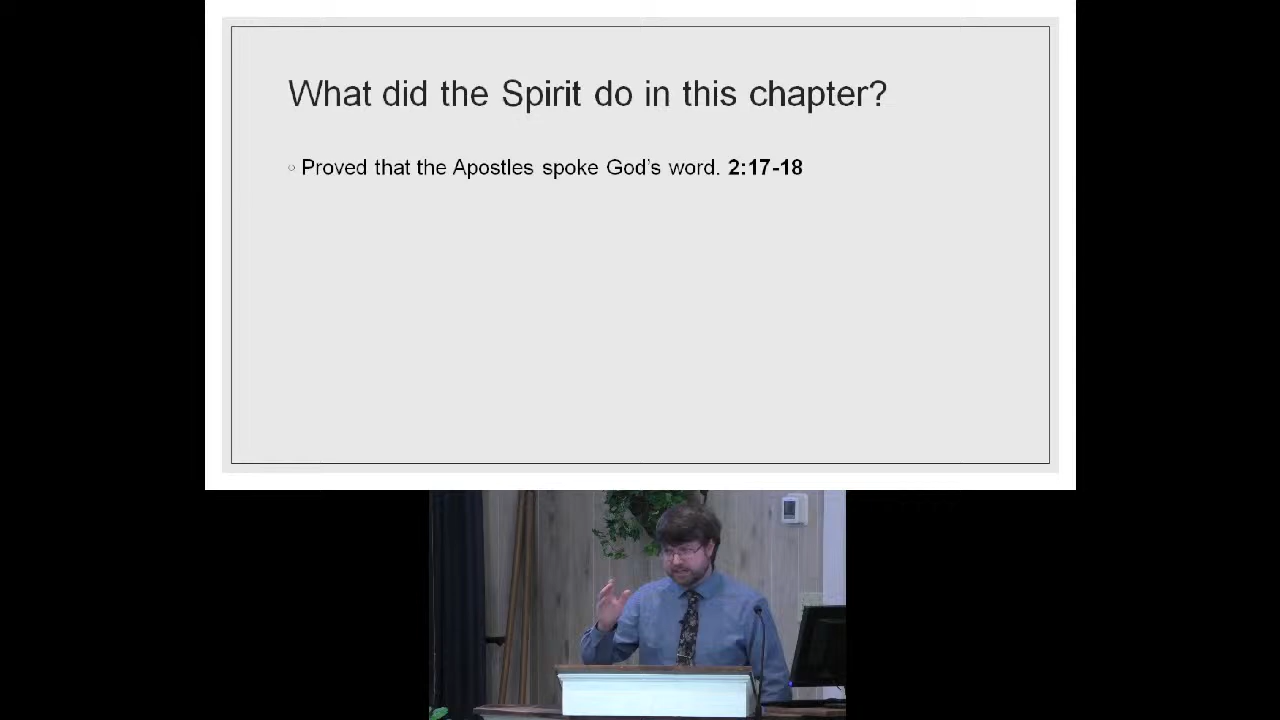 What did the Spirit do in this chapter?
Proved that the Apostles spoke God's word. 2:17-18